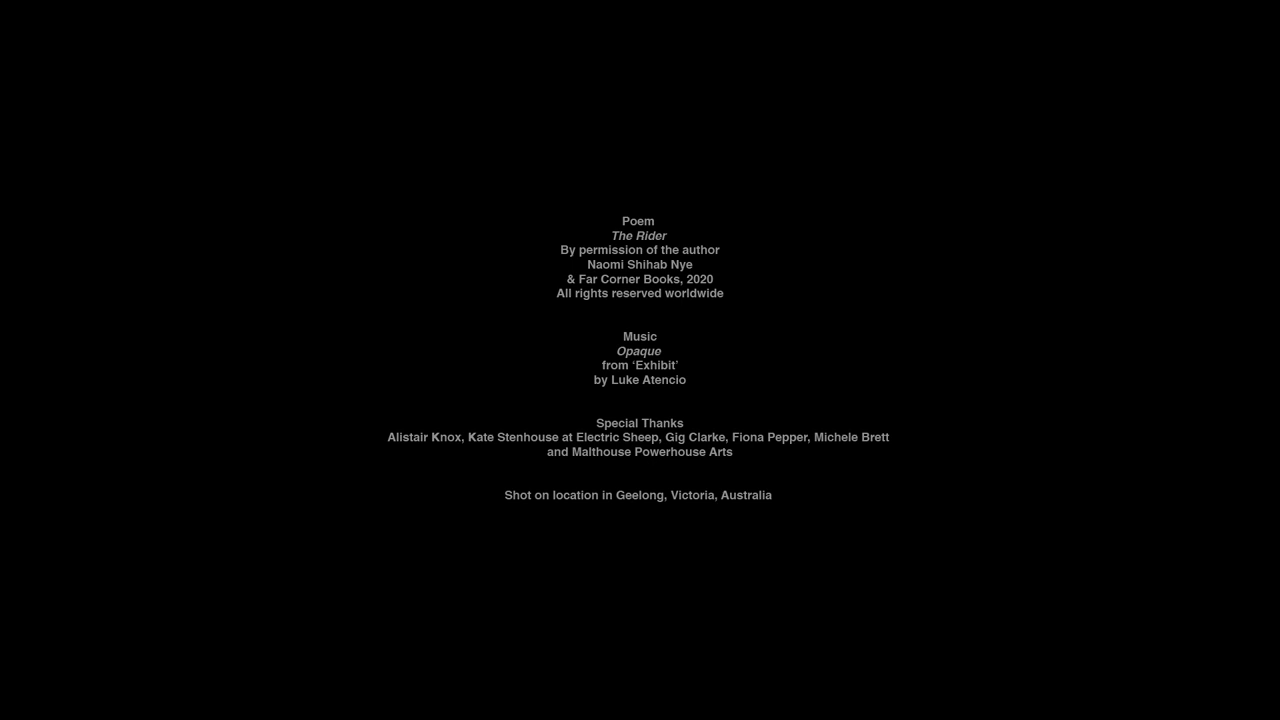 Poem
The Rider
By permission of the author
Naomi Shihab Nye
& Far Corner Books, 2020
All rights reserved worldwide
Music
Opaque
from ‘Exhibit’
by Luke Atencio
Special Thanks
Alistair Knox, Kate Stenhouse at Electric Sheep, Gig Clarke, Fiona Pepper, Michele Brett
and Malthouse Powerhouse Arts
Shot on location in Geelong, Victoria, Australia